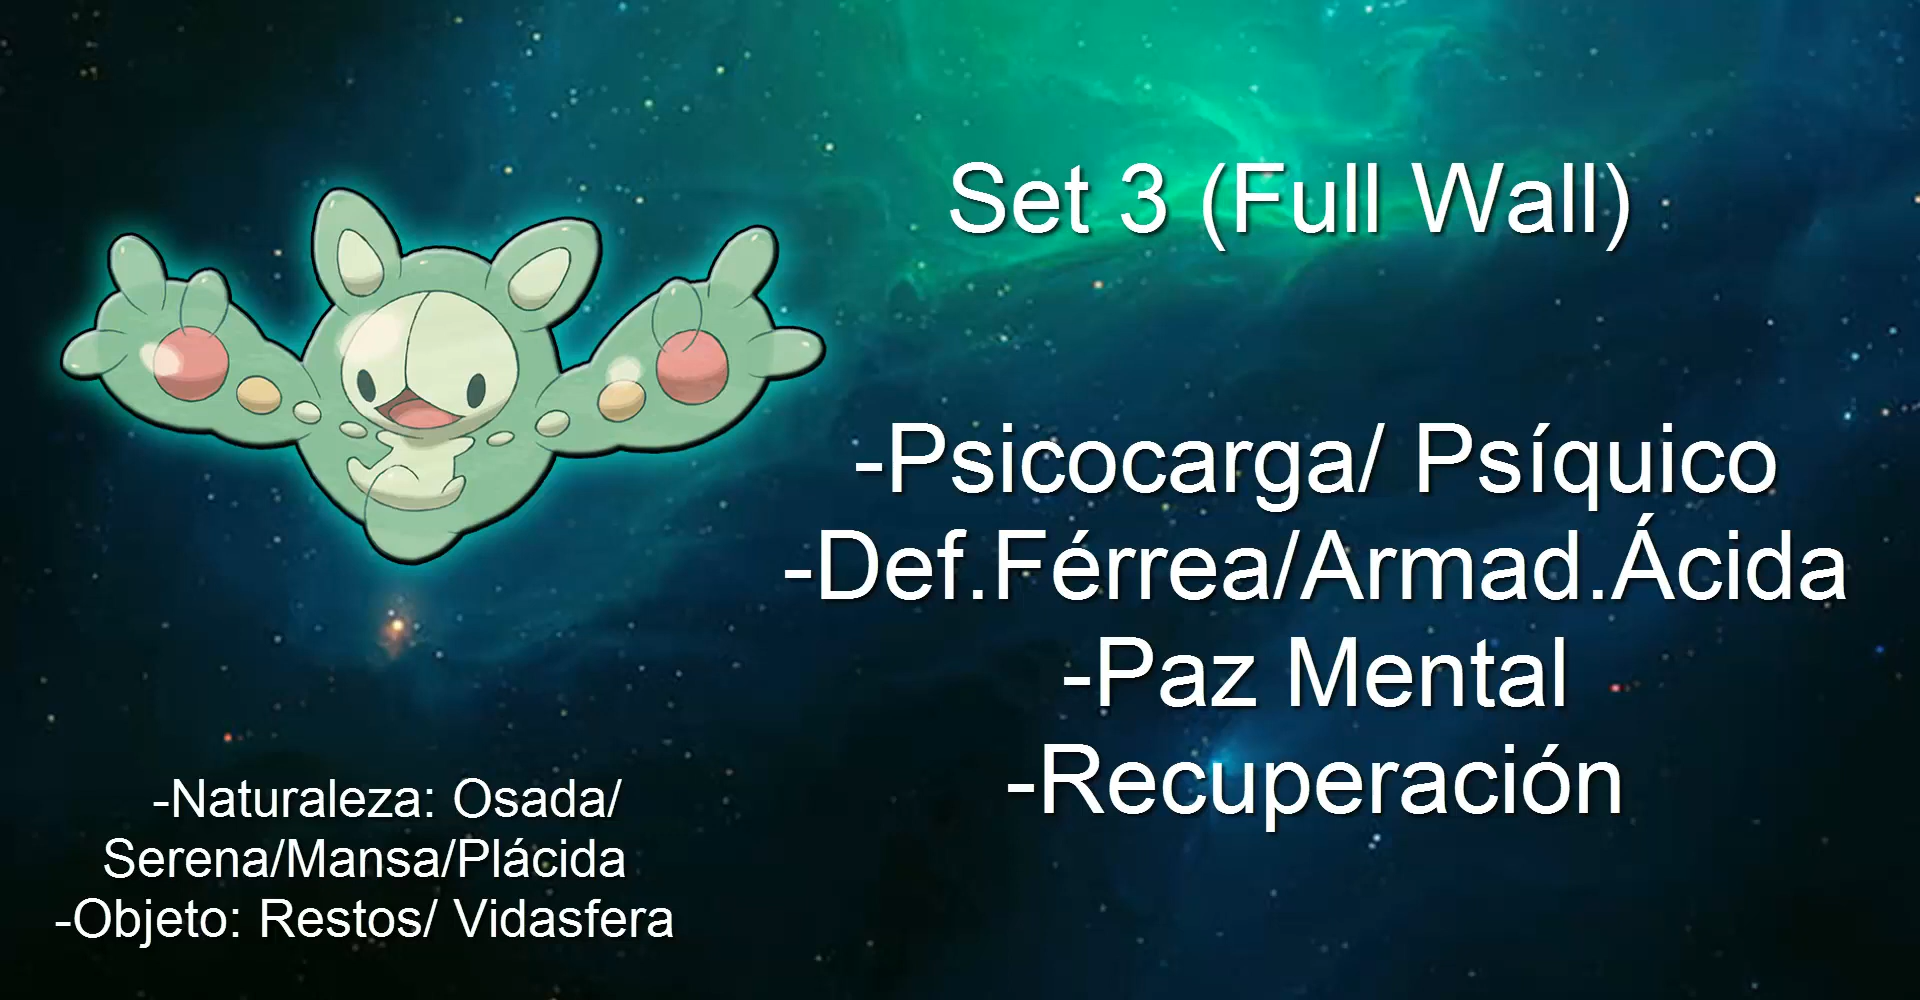 Set 3 (Full Wall)
-Psicocarga/ Psíquico
-Def.Férrea/Armad.Ácida
-Paz Mental
-Recuperación
-Naturaleza: Osada/
Serena/Mansa/Plácida
-Objeto: Restos/ Vidasfera